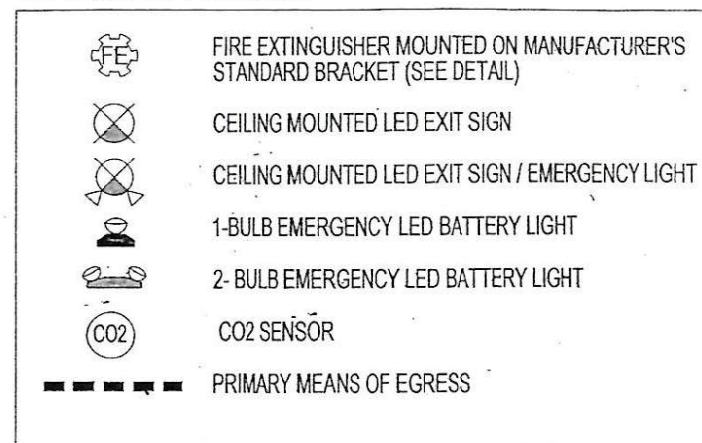 FE
FIRE EXTINGUISHER MOUNTED ON MANUFACTURER'S
STANDARD BRACKET (SEE DETAIL)
CEILING MOUNTED LED EXIT SIGN
CEILING MOUNTED LED EXIT SIGN / EMERGENCY LIGHT
1-BULB EMERGENCY LED BATTERY LIGHT
2- BULB EMERGENCY LED BATTERY LIGHT
CO2 CO2 SENSOR
PRIMARY MEANS OF EGRESS